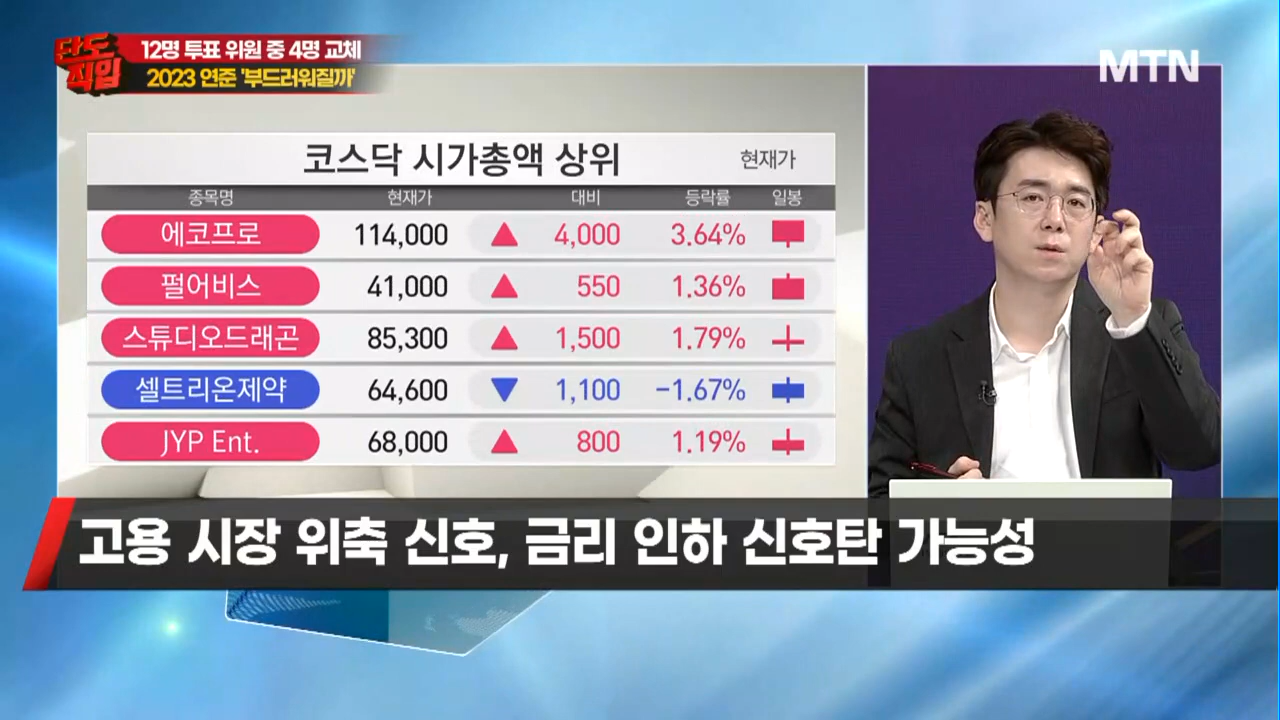 단도
직입
12명 투표 위원 중 4명 교체
2023 연준 '부드러워질까'
MTN
코스닥 시가총액 상위
현재가
종목명 현재가 대비 등락률 일봉
에코프로 114,000 ▲ 4,000 3.64%
펄어비스 41,000 ▲ 550 1.36%
스튜디오드래곤 85,300 ▲ 1,500 1.79%
셀트리온제약 64,600 ▼ 1,100 -1.67%
JYP Ent. 68,000 ▲ 800 1.19%
고용 시장 위축 신호, 금리 인하 신호탄 가능성